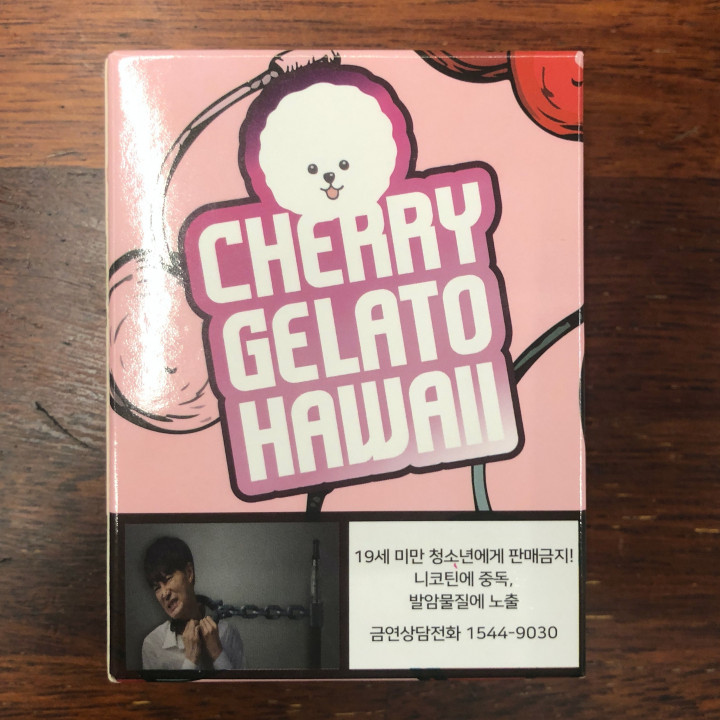 CHERRY
GELATO
HAWAII
19세 미만 청소년에게 판매금지!
니코틴에 중독,
발암물질에 노출
금연상담전화 1544-9030